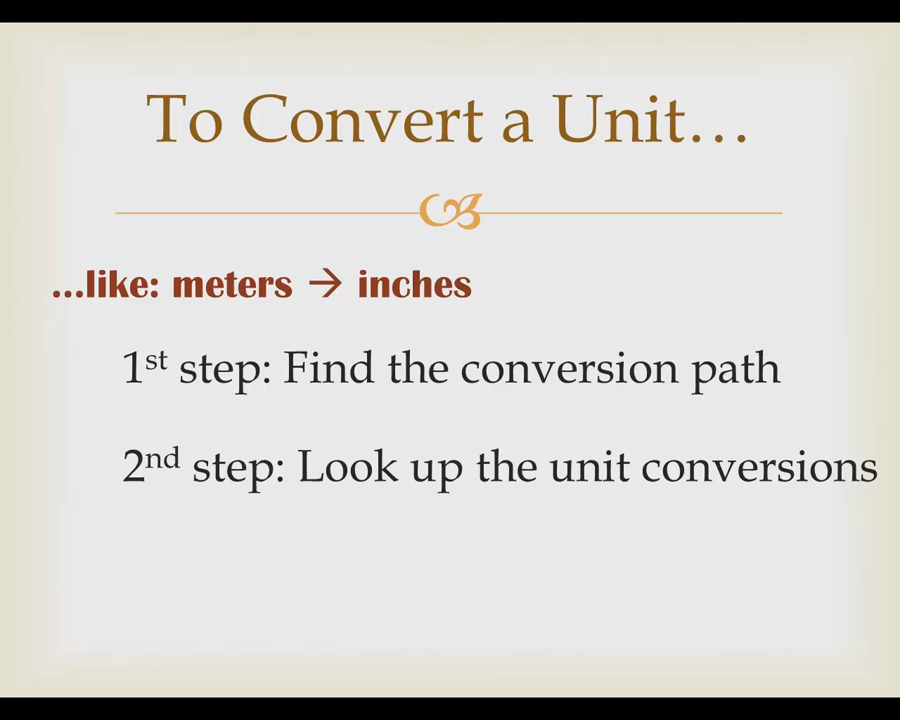 To Convert a Unit…
…like: meters → inches
1st step: Find the conversion path
2nd step: Look up the unit conversions